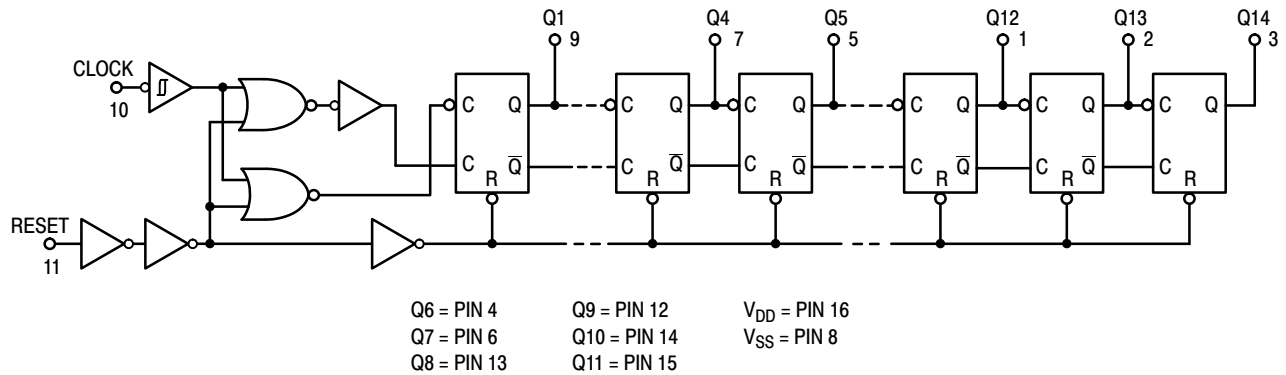 Q1 Q4 Q5 Q12 Q13 Q14
9 7 5 1 2 3
CLOCK
10
C Q C Q C Q C Q C Q C Q
C Q̅ C Q̅ C Q̅ C Q̅ C Q̅ C
R R R R R R
RESET
11
Q6 = PIN 4 Q9 = PIN 12 V_DD = PIN 16
Q7 = PIN 6 Q10 = PIN 14 V_SS = PIN 8
Q8 = PIN 13 Q11 = PIN 15